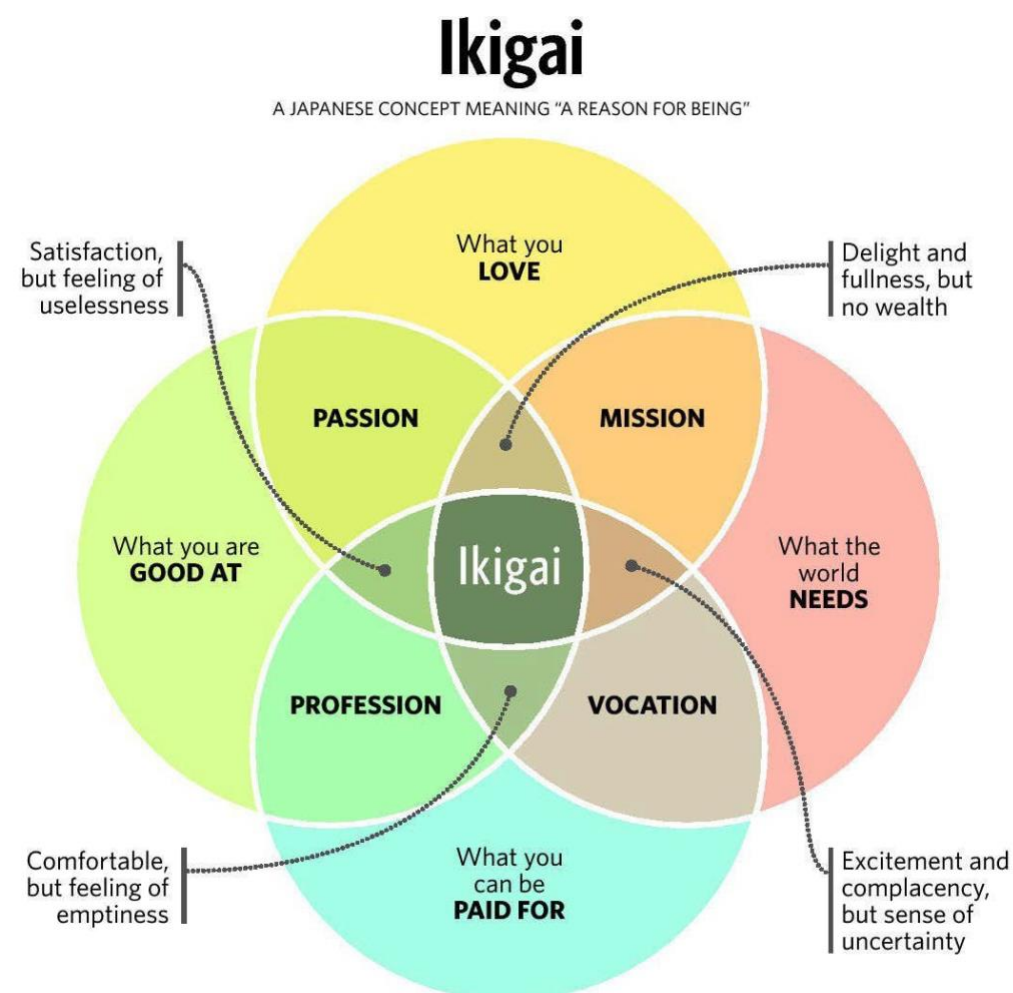 Ikigai
A JAPANESE CONCEPT MEANING “A REASON FOR BEING”
What you
LOVE
Satisfaction,
but feeling of
uselessness
Delight and
fullness, but
no wealth
PASSION
MISSION
What you are
GOOD AT
Ikigai
What the
world
NEEDS
PROFESSION
VOCATION
What you
can be
PAID FOR
Comfortable,
but feeling of
emptiness
Excitement and
complacency,
but sense of
uncertainty